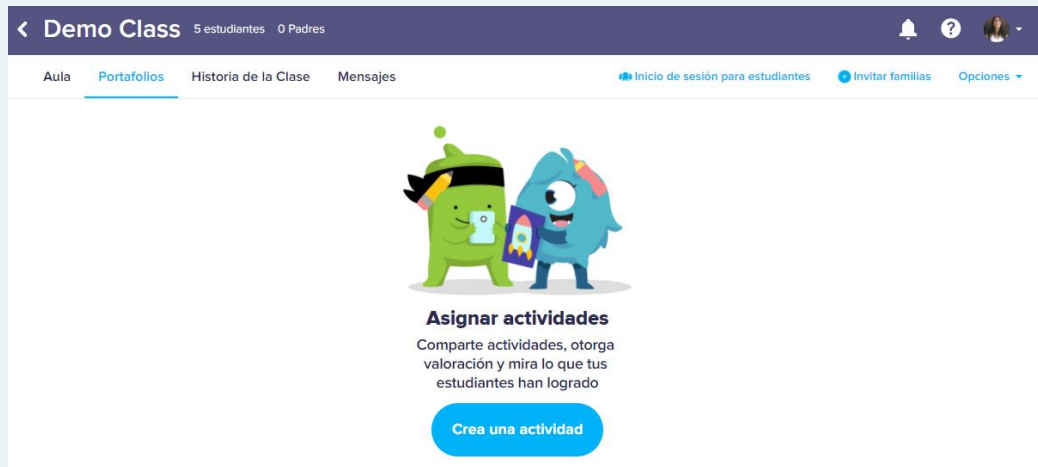 Demo Class 5 estudiantes 0 Padres
Aula Portafolios Historia de la Clase Mensajes Inicio de sesión para estudiantes Invitar familias Opciones
Asignar actividades
Comparte actividades, otorga
valoración y mira lo que tus
estudiantes han logrado
Crea una actividad